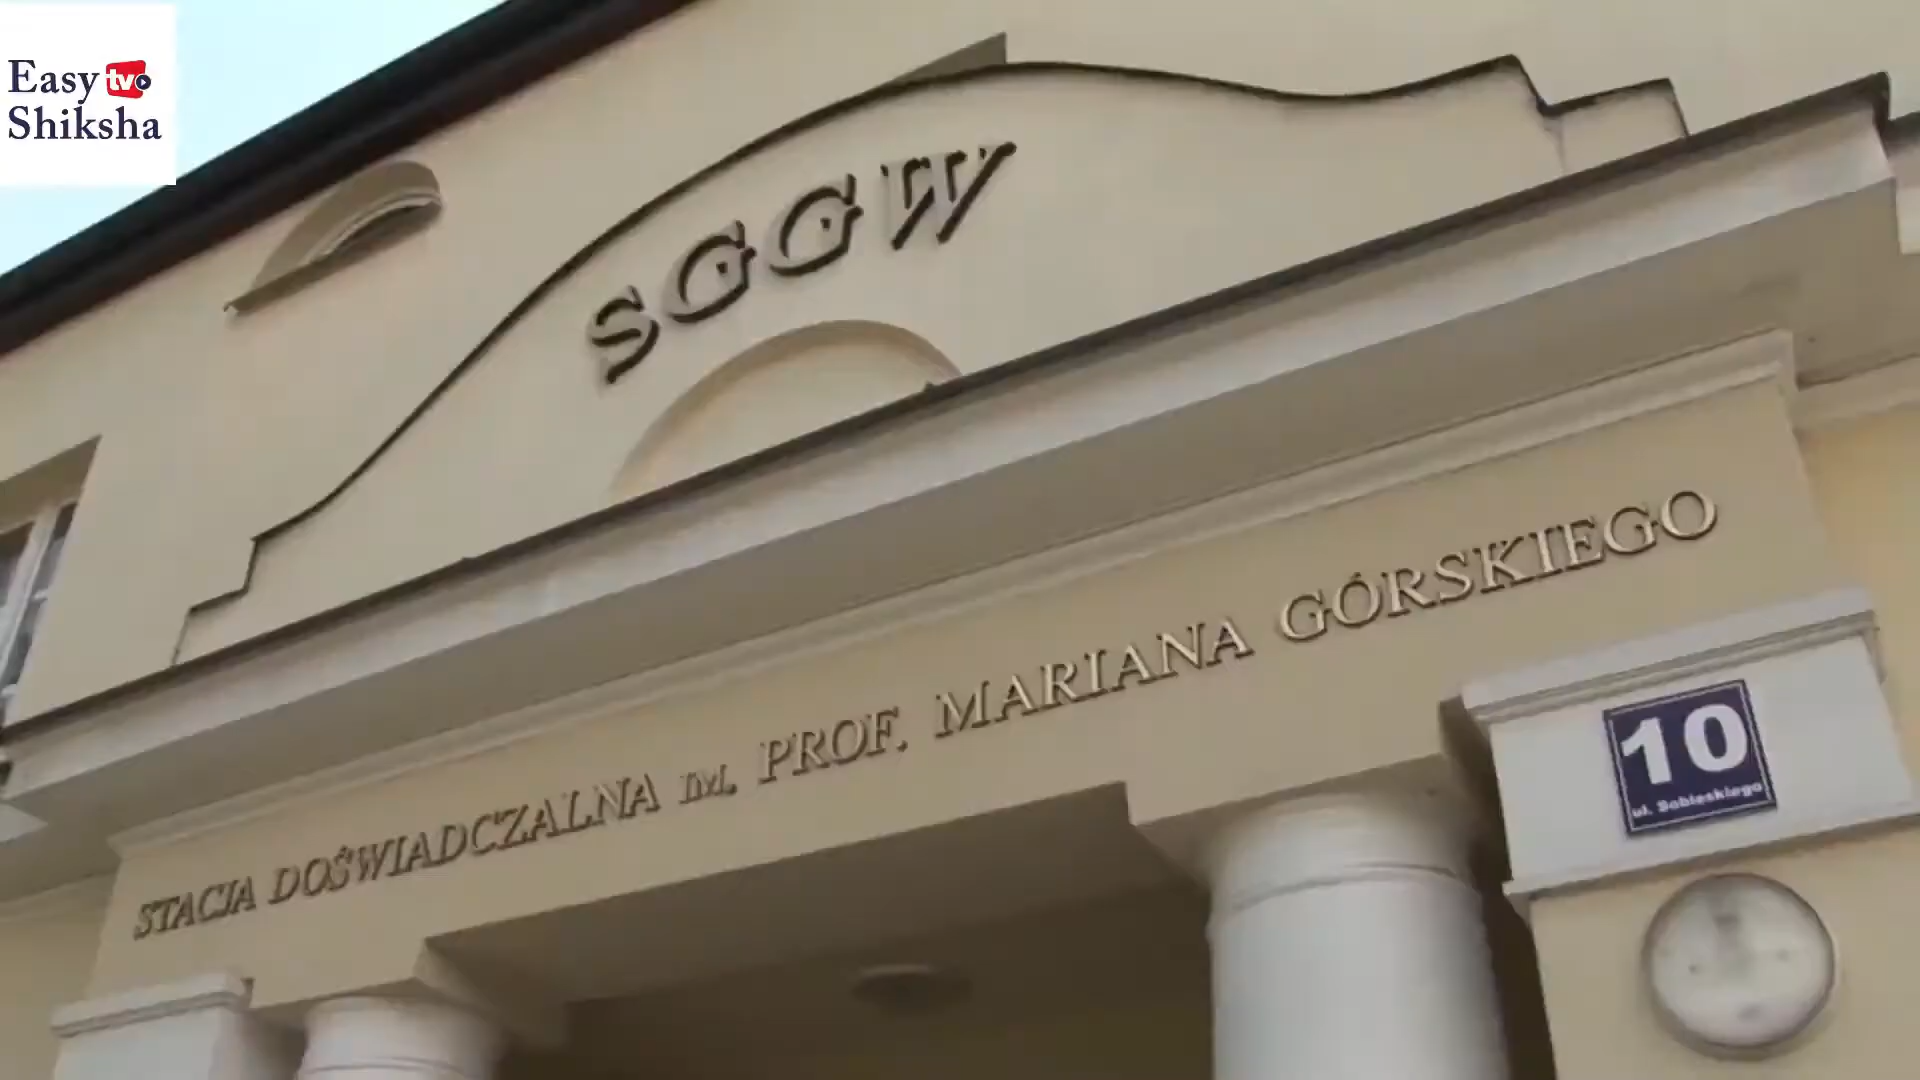 Easy tv
Shiksha
SGGW
STACJA DOŚWIADCZALNA IM. PROF. MARIANA GÓRSKIEGO
10
ul. Sobieskiego